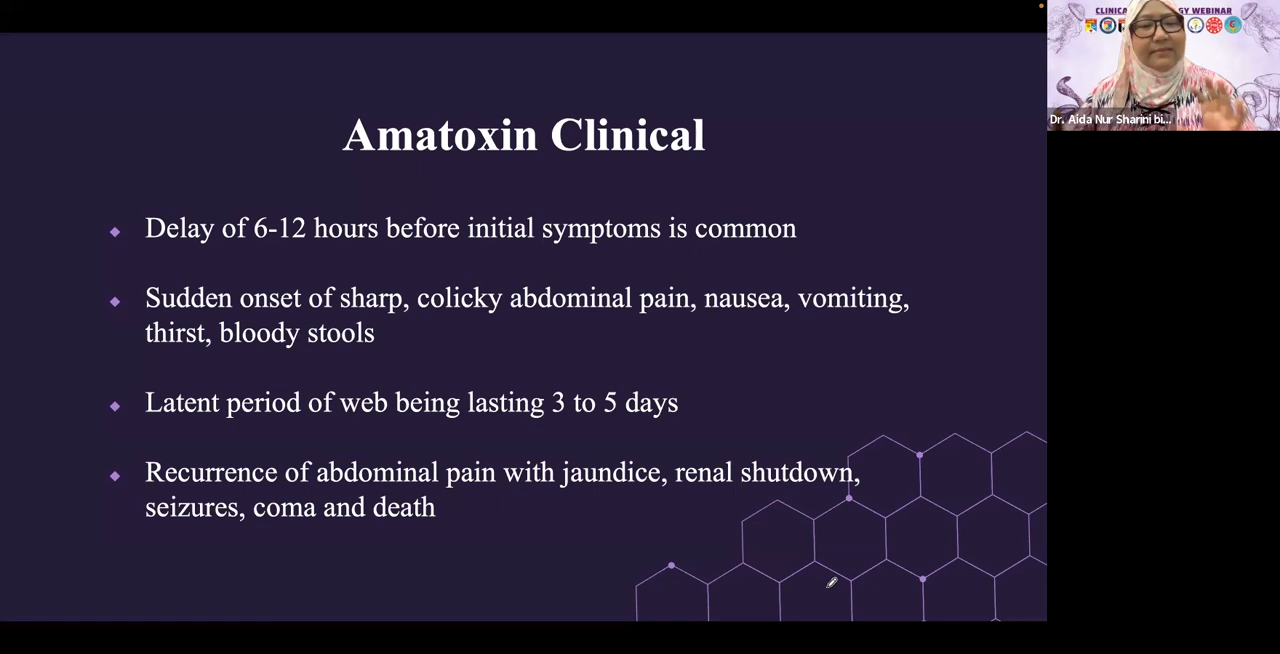 CLINICA
GY WEBINAR
Dr. Aida Nur Sharini bi...
Amatoxin Clinical
Delay of 6-12 hours before initial symptoms is common
Sudden onset of sharp, colicky abdominal pain, nausea, vomiting,
thirst, bloody stools
Latent period of web being lasting 3 to 5 days
Recurrence of abdominal pain with jaundice, renal shutdown,
seizures, coma and death